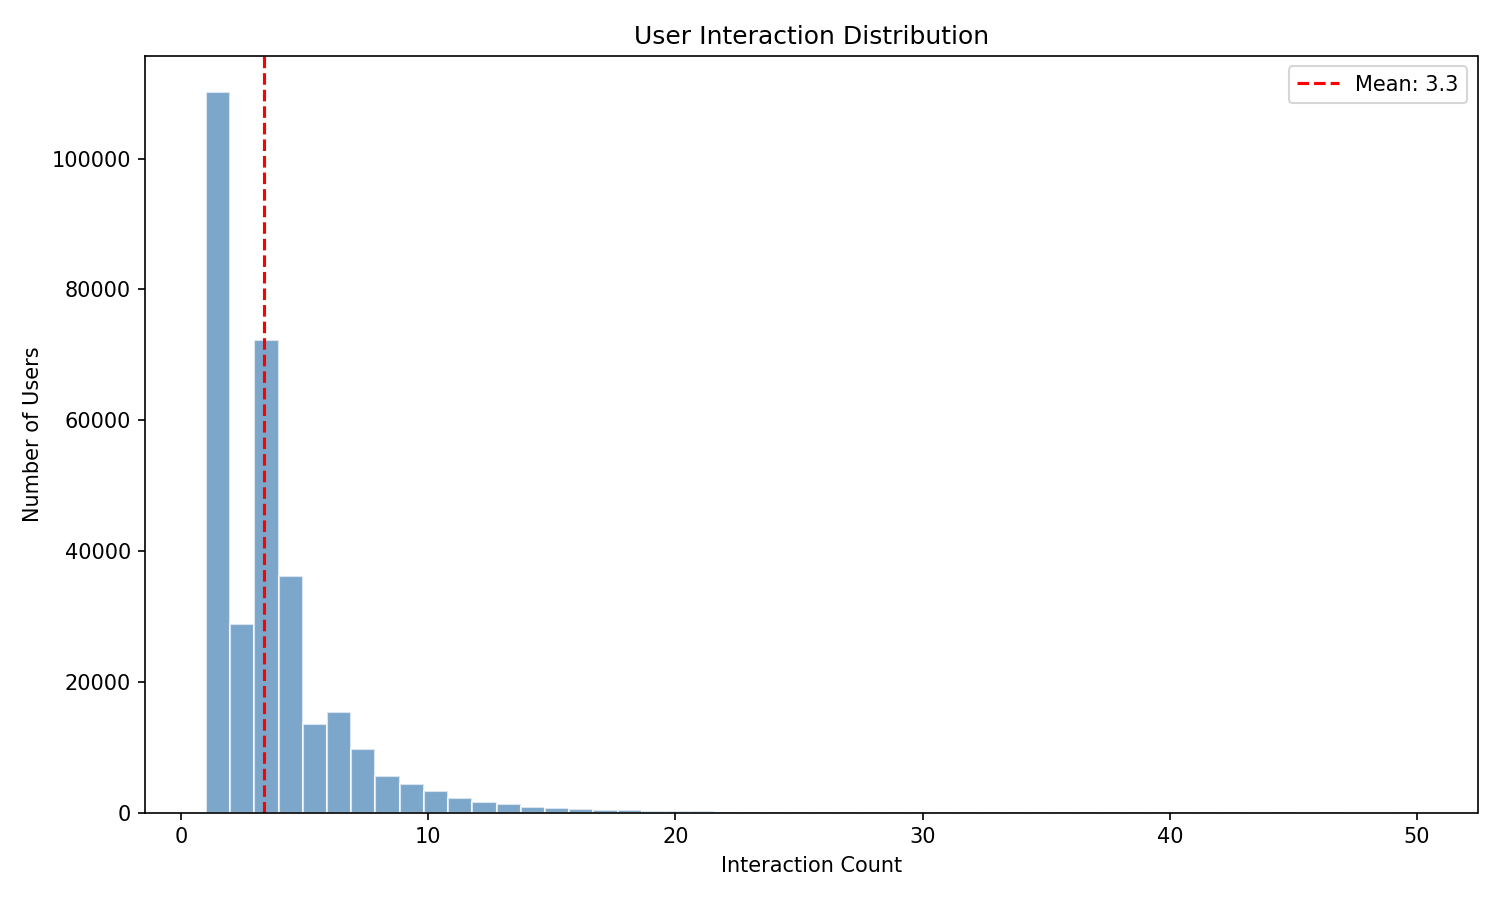 User Interaction Distribution
Mean: 3.3
100000
80000
60000
40000
20000
0
Number of Users
0 10 20 30 40 50
Interaction Count